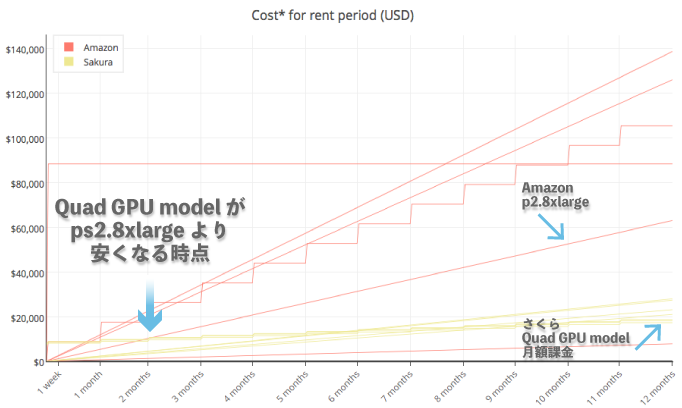 Cost* for rent period (USD)
Amazon
Sakura
$140,000
$120,000
$100,000
$80,000
$60,000
$40,000
$20,000
$0
Quad GPU model が
ps2.8xlarge より
安くなる時点
Amazon
p2.8xlarge
さくら
Quad GPU model
月額課金
1 week
1 month
2 months
3 months
4 months
5 months
6 months
7 months
8 months
9 months
10 months
11 months
12 months